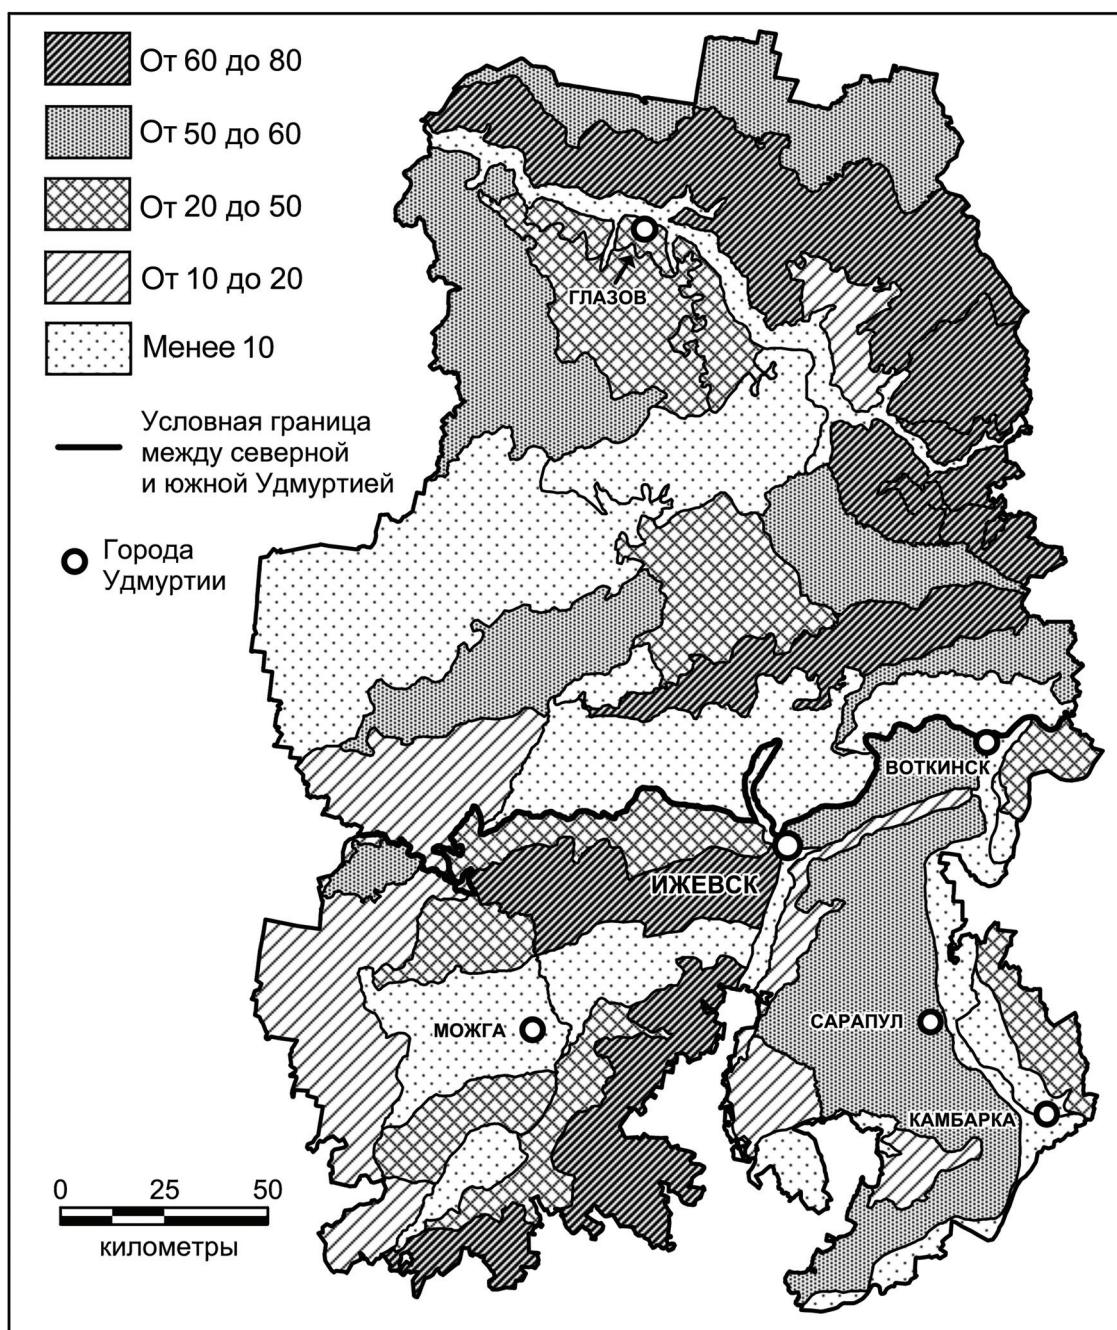 От 60 до 80
От 50 до 60
От 20 до 50
От 10 до 20
Менее 10
Условная граница
между северной
и южной Удмуртией
Города
Удмуртии
ГЛАЗОВ
ВОТКИНСК
ИЖЕВСК
МОЖГА
САРАПУЛ
КАМБАРКА
0 25 50
километры